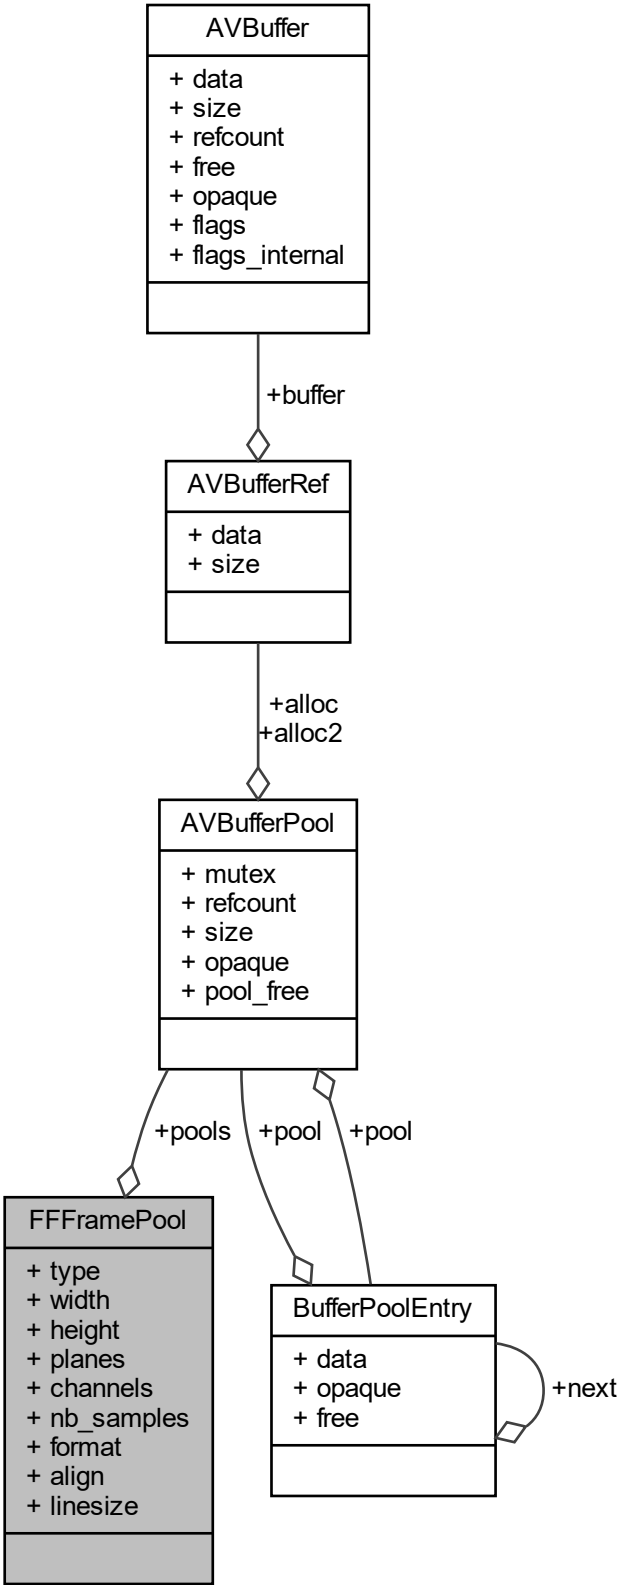 AVBuffer
+ data
+ size
+ refcount
+ free
+ opaque
+ flags
+ flags_internal
+buffer
AVBufferRef
+ data
+ size
+alloc
+alloc2
AVBufferPool
+ mutex
+ refcount
+ size
+ opaque
+ pool_free
+pools
+pool
+pool
FFFramePool
+ type
+ width
+ height
+ planes
+ channels
+ nb_samples
+ format
+ align
+ linesize
BufferPoolEntry
+ data
+ opaque
+ free
+next